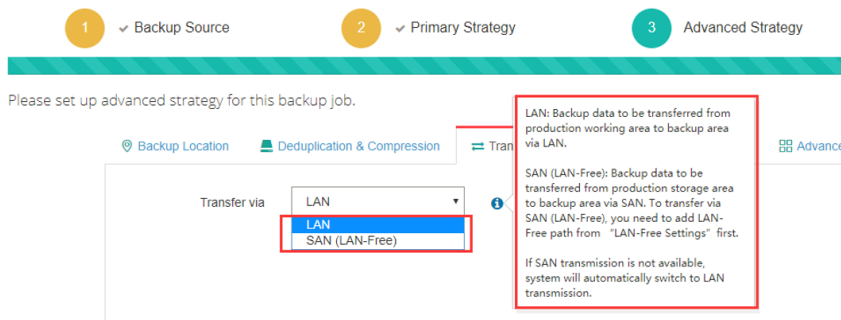 1 ✓ Backup Source 2 ✓ Primary Strategy 3 Advanced Strategy
Please set up advanced strategy for this backup job.
Backup Location Deduplication & Compression Tran Advance
Transfer via LAN
LAN
SAN (LAN-Free)
LAN: Backup data to be transferred from
production working area to backup area
via LAN.
SAN (LAN-Free): Backup data to be
transferred from production storage area
to backup area via SAN. To transfer via
SAN (LAN-Free), you need to add LAN-
Free path from “LAN-Free Settings” first.
If SAN transmission is not available,
system will automatically switch to LAN
transmission.